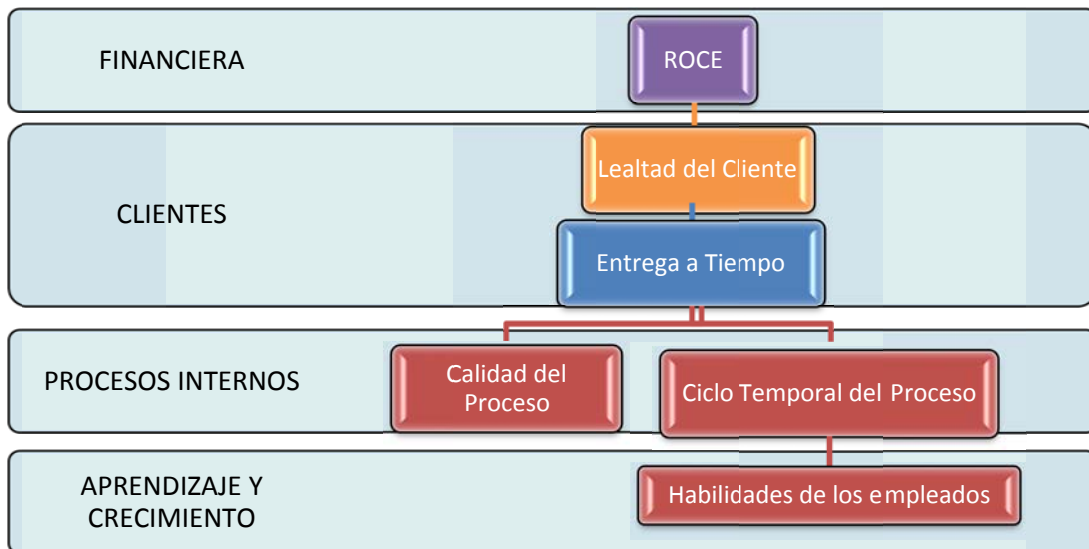 FINANCIERA
ROCE
Lealtad del Cliente
CLIENTES
Entrega a Tiempo
PROCESOS INTERNOS
Calidad del
Proceso
Ciclo Temporal del Proceso
APRENDIZAJE Y
CRECIMIENTO
Habilidades de los empleados